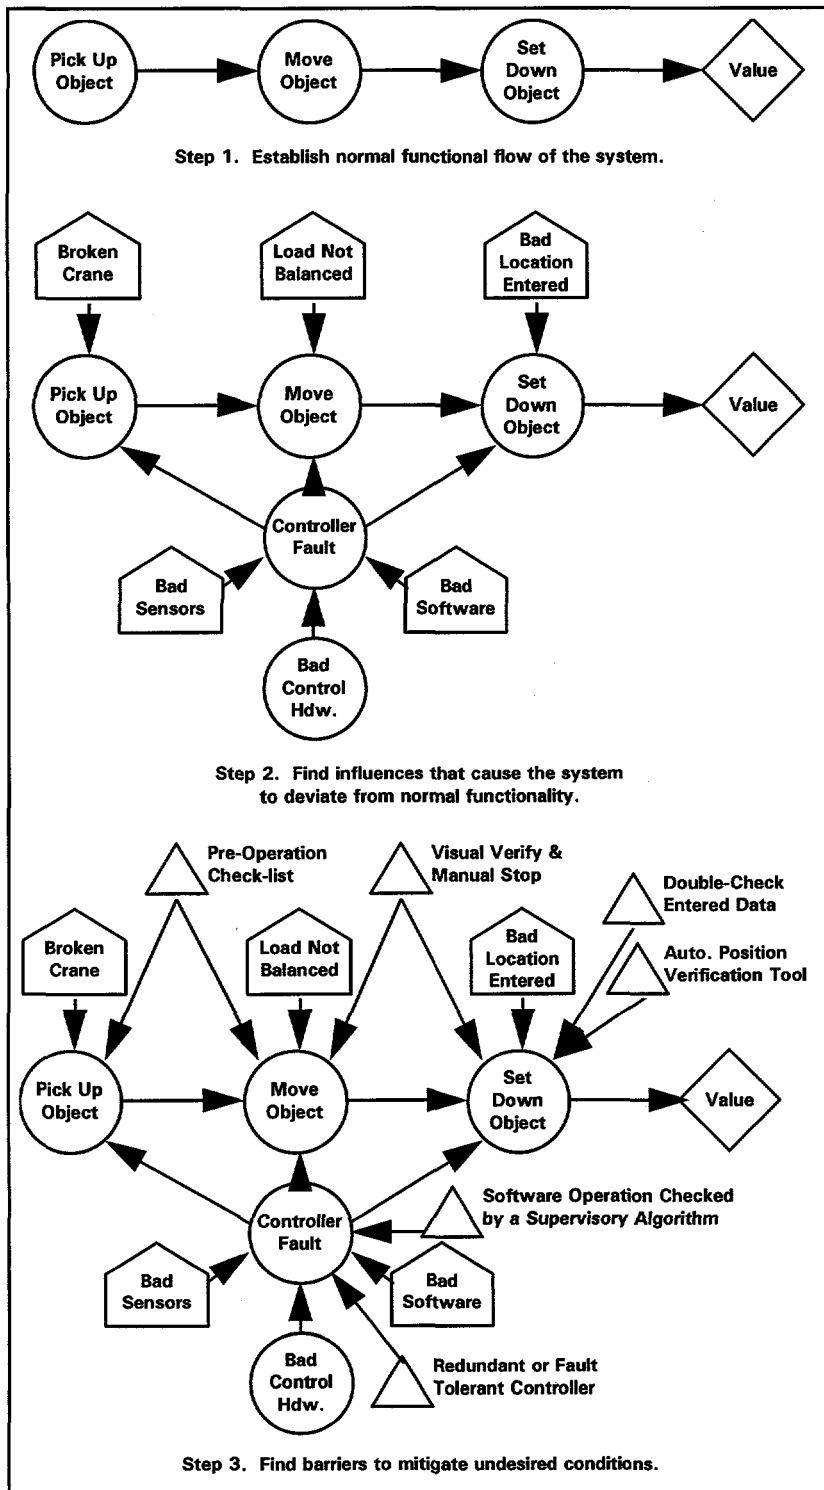 Pick Up
Object
Move
Object
Set
Down
Object
Value
Step 1. Establish normal functional flow of the system.
Broken
Crane
Load Not
Balanced
Bad
Location
Entered
Pick Up
Object
Move
Object
Set
Down
Object
Value
Controller
Fault
Bad
Sensors
Bad
Software
Bad
Control
Hdw.
Step 2. Find influences that cause the system
to deviate from normal functionality.
Pre-Operation
Check-list
Visual Verify &
Manual Stop
Double-Check
Entered Data
Broken
Crane
Load Not
Balanced
Bad
Location
Entered
Auto. Position
Verification Tool
Pick Up
Object
Move
Object
Set
Down
Object
Value
Controller
Fault
Software Operation Checked
by a Supervisory Algorithm
Bad
Sensors
Bad
Software
Bad
Control
Hdw.
Redundant or Fault
Tolerant Controller
Step 3. Find barriers to mitigate undesired conditions.